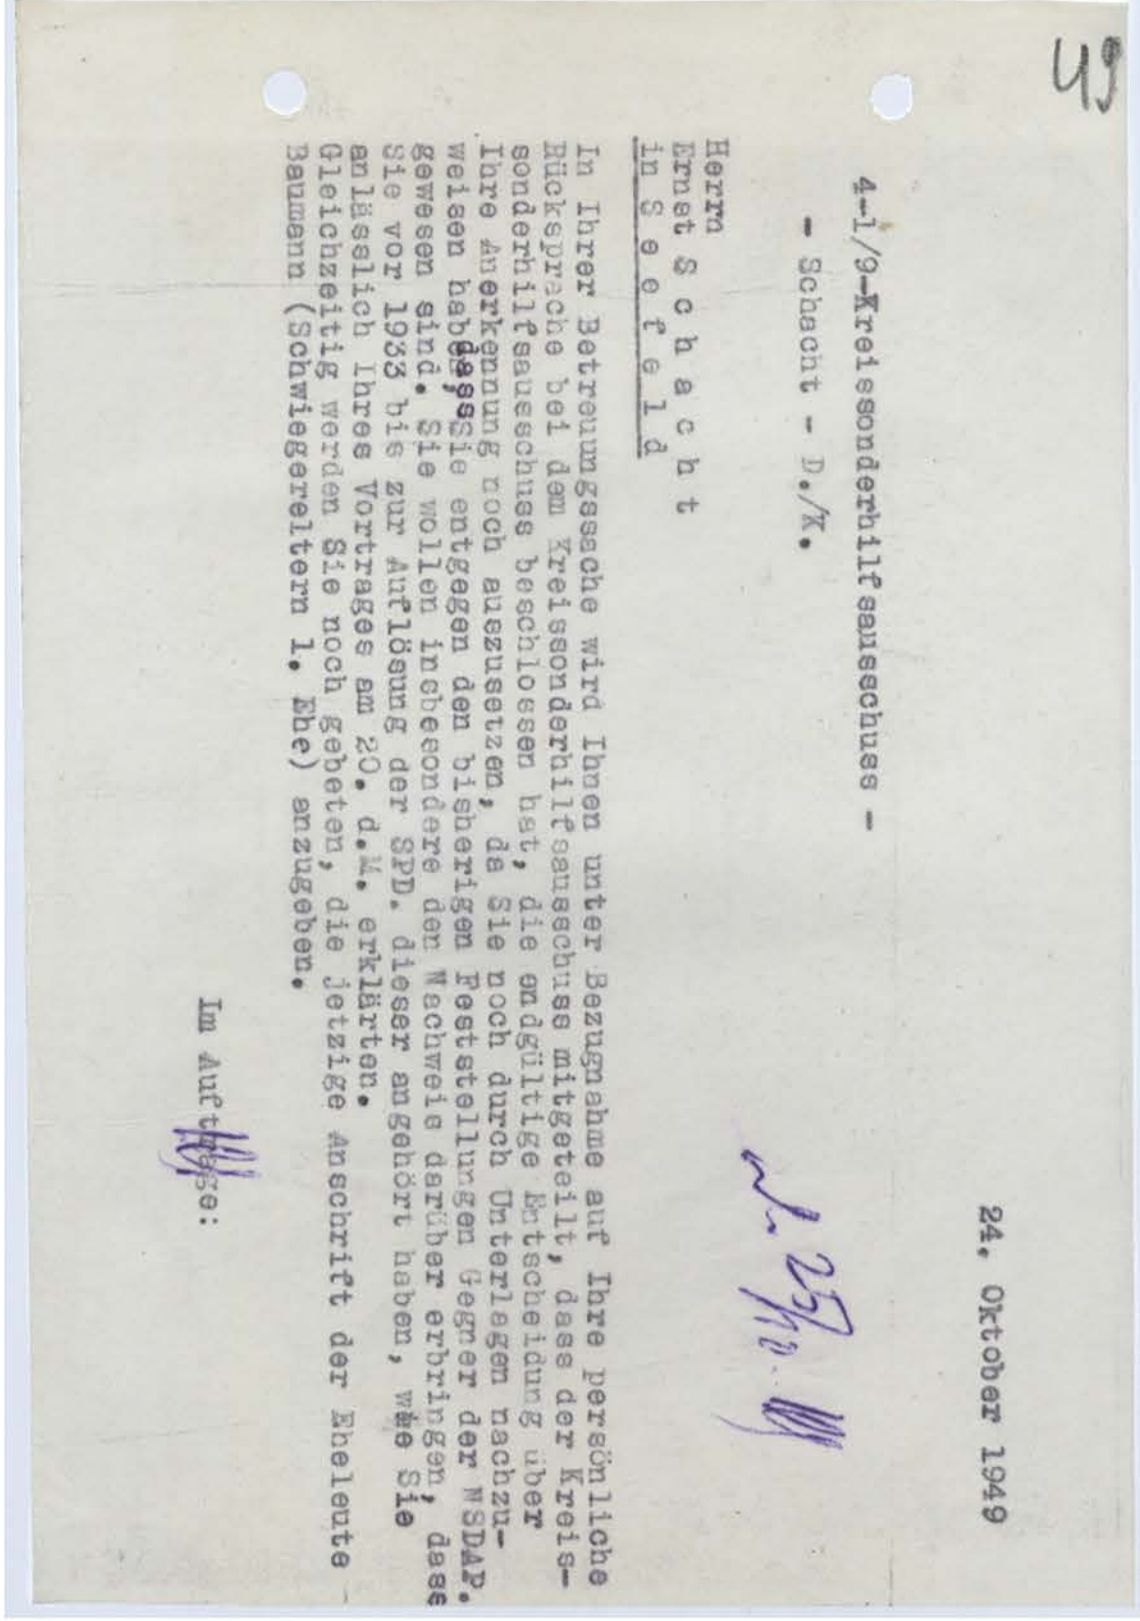 49
24. Oktober 1949
4-1/9-Kreissonderhilfsausschuss -
- Schacht - D./K.
25/10.
Herrn
Ernst S c h a c h t
in S e e f e l d
In Ihrer Betreuungssache wird Ihnen unter Bezugnahme auf Ihre persönliche
Rücksprache bei dem Kreissonderhilfsausschuss mitgeteilt, dass der Kreis-
sonderhilfsausschuss beschlossen hat, die endgültige Entscheidung über
Ihre Anerkennung noch auszusetzen, da Sie noch durch Unterlagen nachzu-
weisen haben, dass Sie entgegen den bisherigen Feststellungen Gegner der NSDAP.
gewesen sind. Sie wollen insbesondere den Nachweis darüber erbringen, dass
Sie vor 1933 bis zur Auflösung der SPD. dieser angehört haben, wie Sie
anlässlich Ihres Vortrages am 20. d.M. erklärten.
Gleichzeitig werden Sie noch gebeten, die jetzige Anschrift der Eheleute
Baumann (Schwiegereltern 1. Ehe) anzugeben.
Im Auftrage: